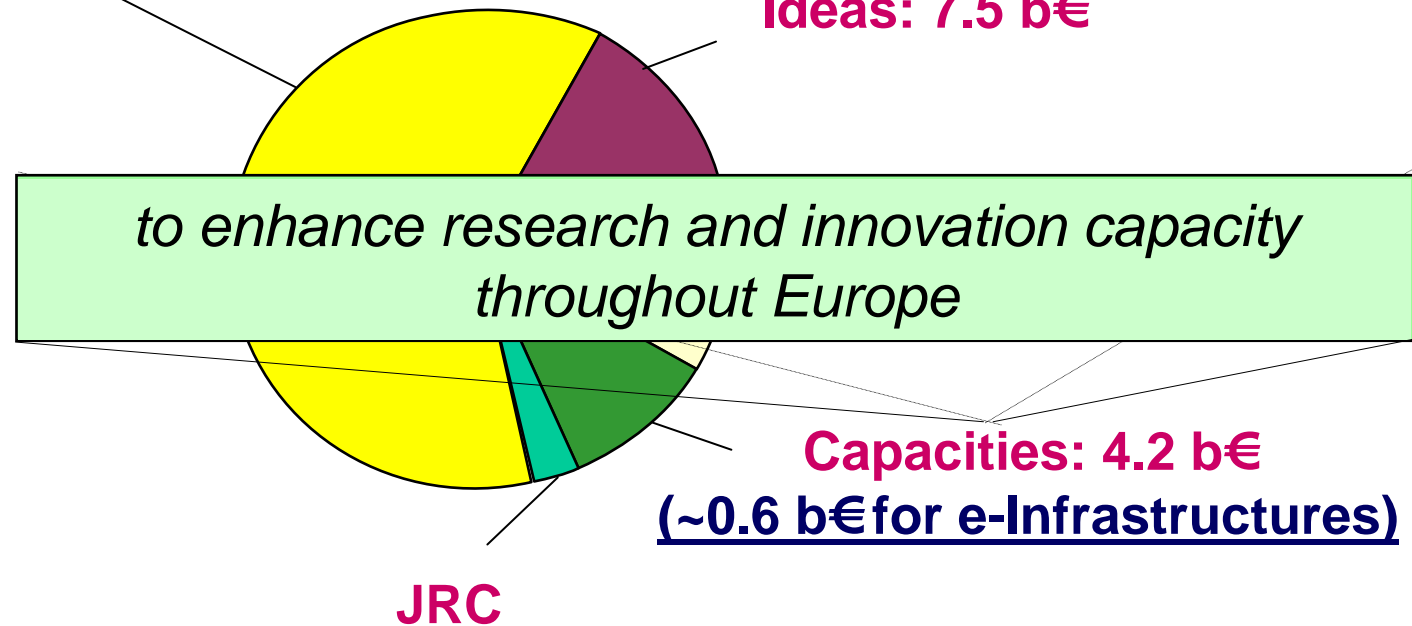 Ideas: 7.5 b€
to enhance research and innovation capacity
throughout Europe
Capacities: 4.2 b€
(~0.6 b€ for e-Infrastructures)
JRC